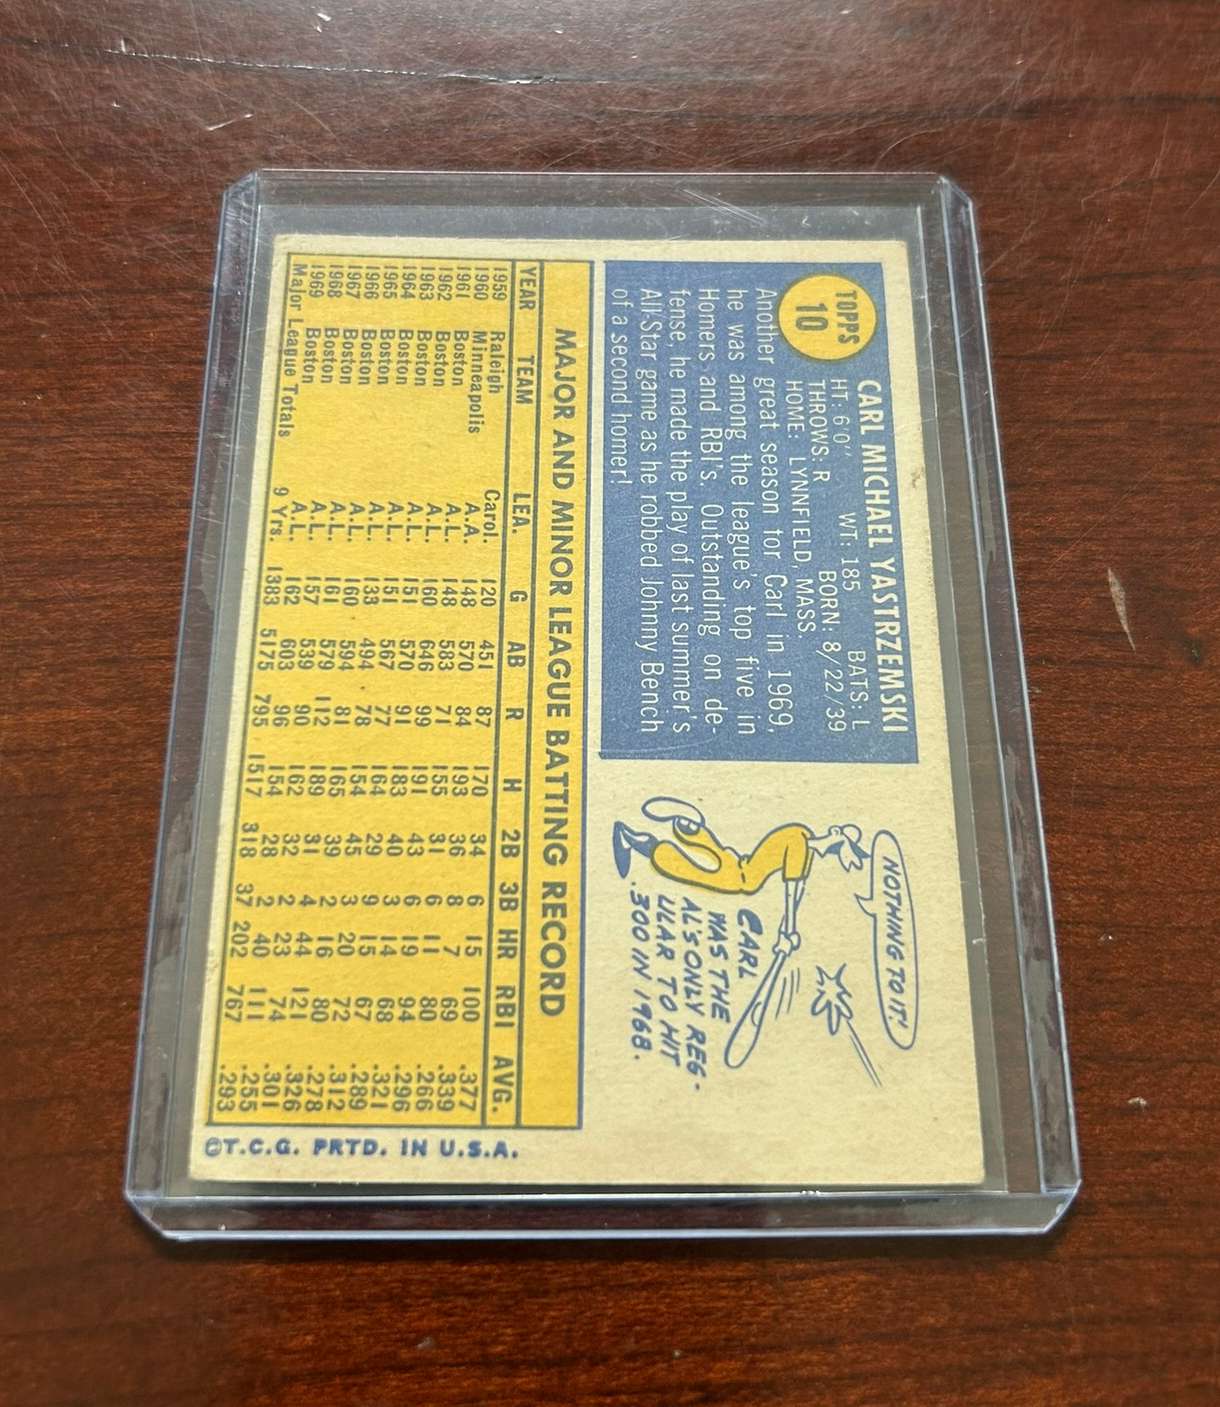 TOPPS
10
CARL MICHAEL YASTRZEMSKI
HT: 6'0" WT: 185 BATS: L
THROWS: R BORN: 8/22/39
HOME: LYNNFIELD, MASS.
Another great season for Carl in 1969,
he was among the league's top five in
Homers and RBI's. Outstanding on de-
fense, he made the play of last summer's
All-Star game as he robbed Johnny Bench
of a second homer!
NOTHING TO IT!
CARL
WAS THE
AL'S ONLY REG-
ULAR TO HIT
.300 IN 1968.
MAJOR AND MINOR LEAGUE BATTING RECORD
YEAR TEAM LEA. G AB R H 2B 3B HR RBI AVG.
1959 Raleigh Carol. 120 451 87 170 34 6 15 100 .377
1960 Minneapolis A.A. 148 570 84 193 36 8 7 69 .339
1961 Boston A.L. 148 583 71 155 31 6 11 80 .266
1962 Boston A.L. 160 646 99 191 43 6 19 94 .296
1963 Boston A.L. 151 570 91 183 40 3 14 68 .321
1964 Boston A.L. 151 567 77 164 29 9 15 67 .289
1965 Boston A.L. 133 494 78 154 45 3 20 72 .312
1966 Boston A.L. 160 594 81 165 39 2 16 80 .278
1967 Boston A.L. 161 579 112 189 31 4 44 121 .326
1968 Boston A.L. 157 539 90 162 32 2 23 74 .301
1969 Boston A.L. 162 603 96 154 28 2 40 111 .255
Major League Totals 9 Yrs. 1383 5175 795 1517 318 37 202 767 .293
©T.C.G. PRTD. IN U.S.A.